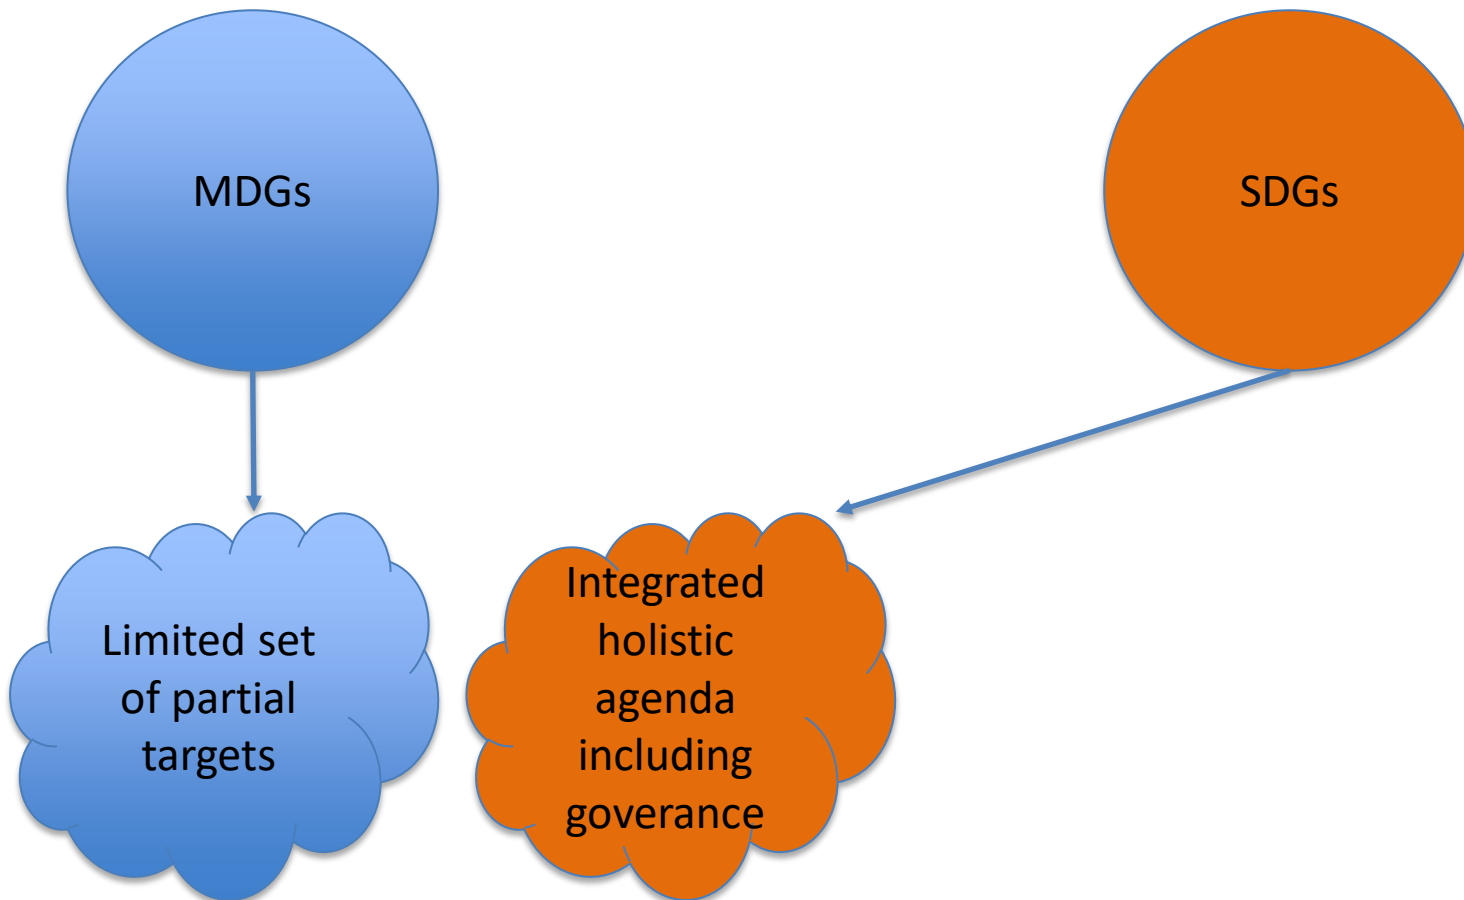 MDGs
SDGs
Limited set
of partial
targets
Integrated
holistic
agenda
including
goverance